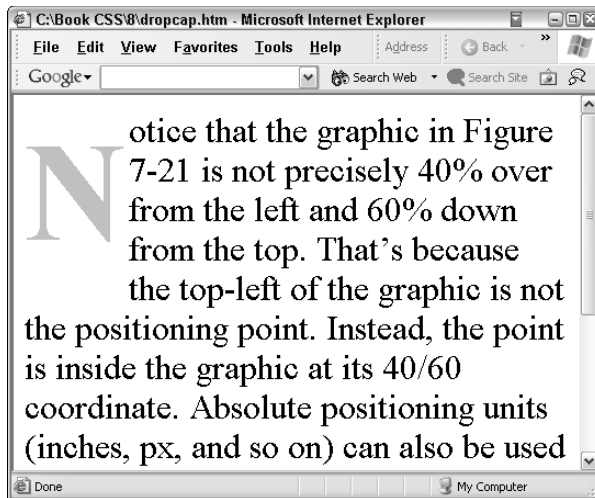 C:\Book CSS\8\dropcap.htm - Microsoft Internet Explorer
File Edit View Favorites Tools Help Address Back »
Google Search Web Search Site
Notice that the graphic in Figure
7-21 is not precisely 40% over
from the left and 60% down
from the top. That's because
the top-left of the graphic is not
the positioning point. Instead, the point
is inside the graphic at its 40/60
coordinate. Absolute positioning units
(inches, px, and so on) can also be used
Done My Computer